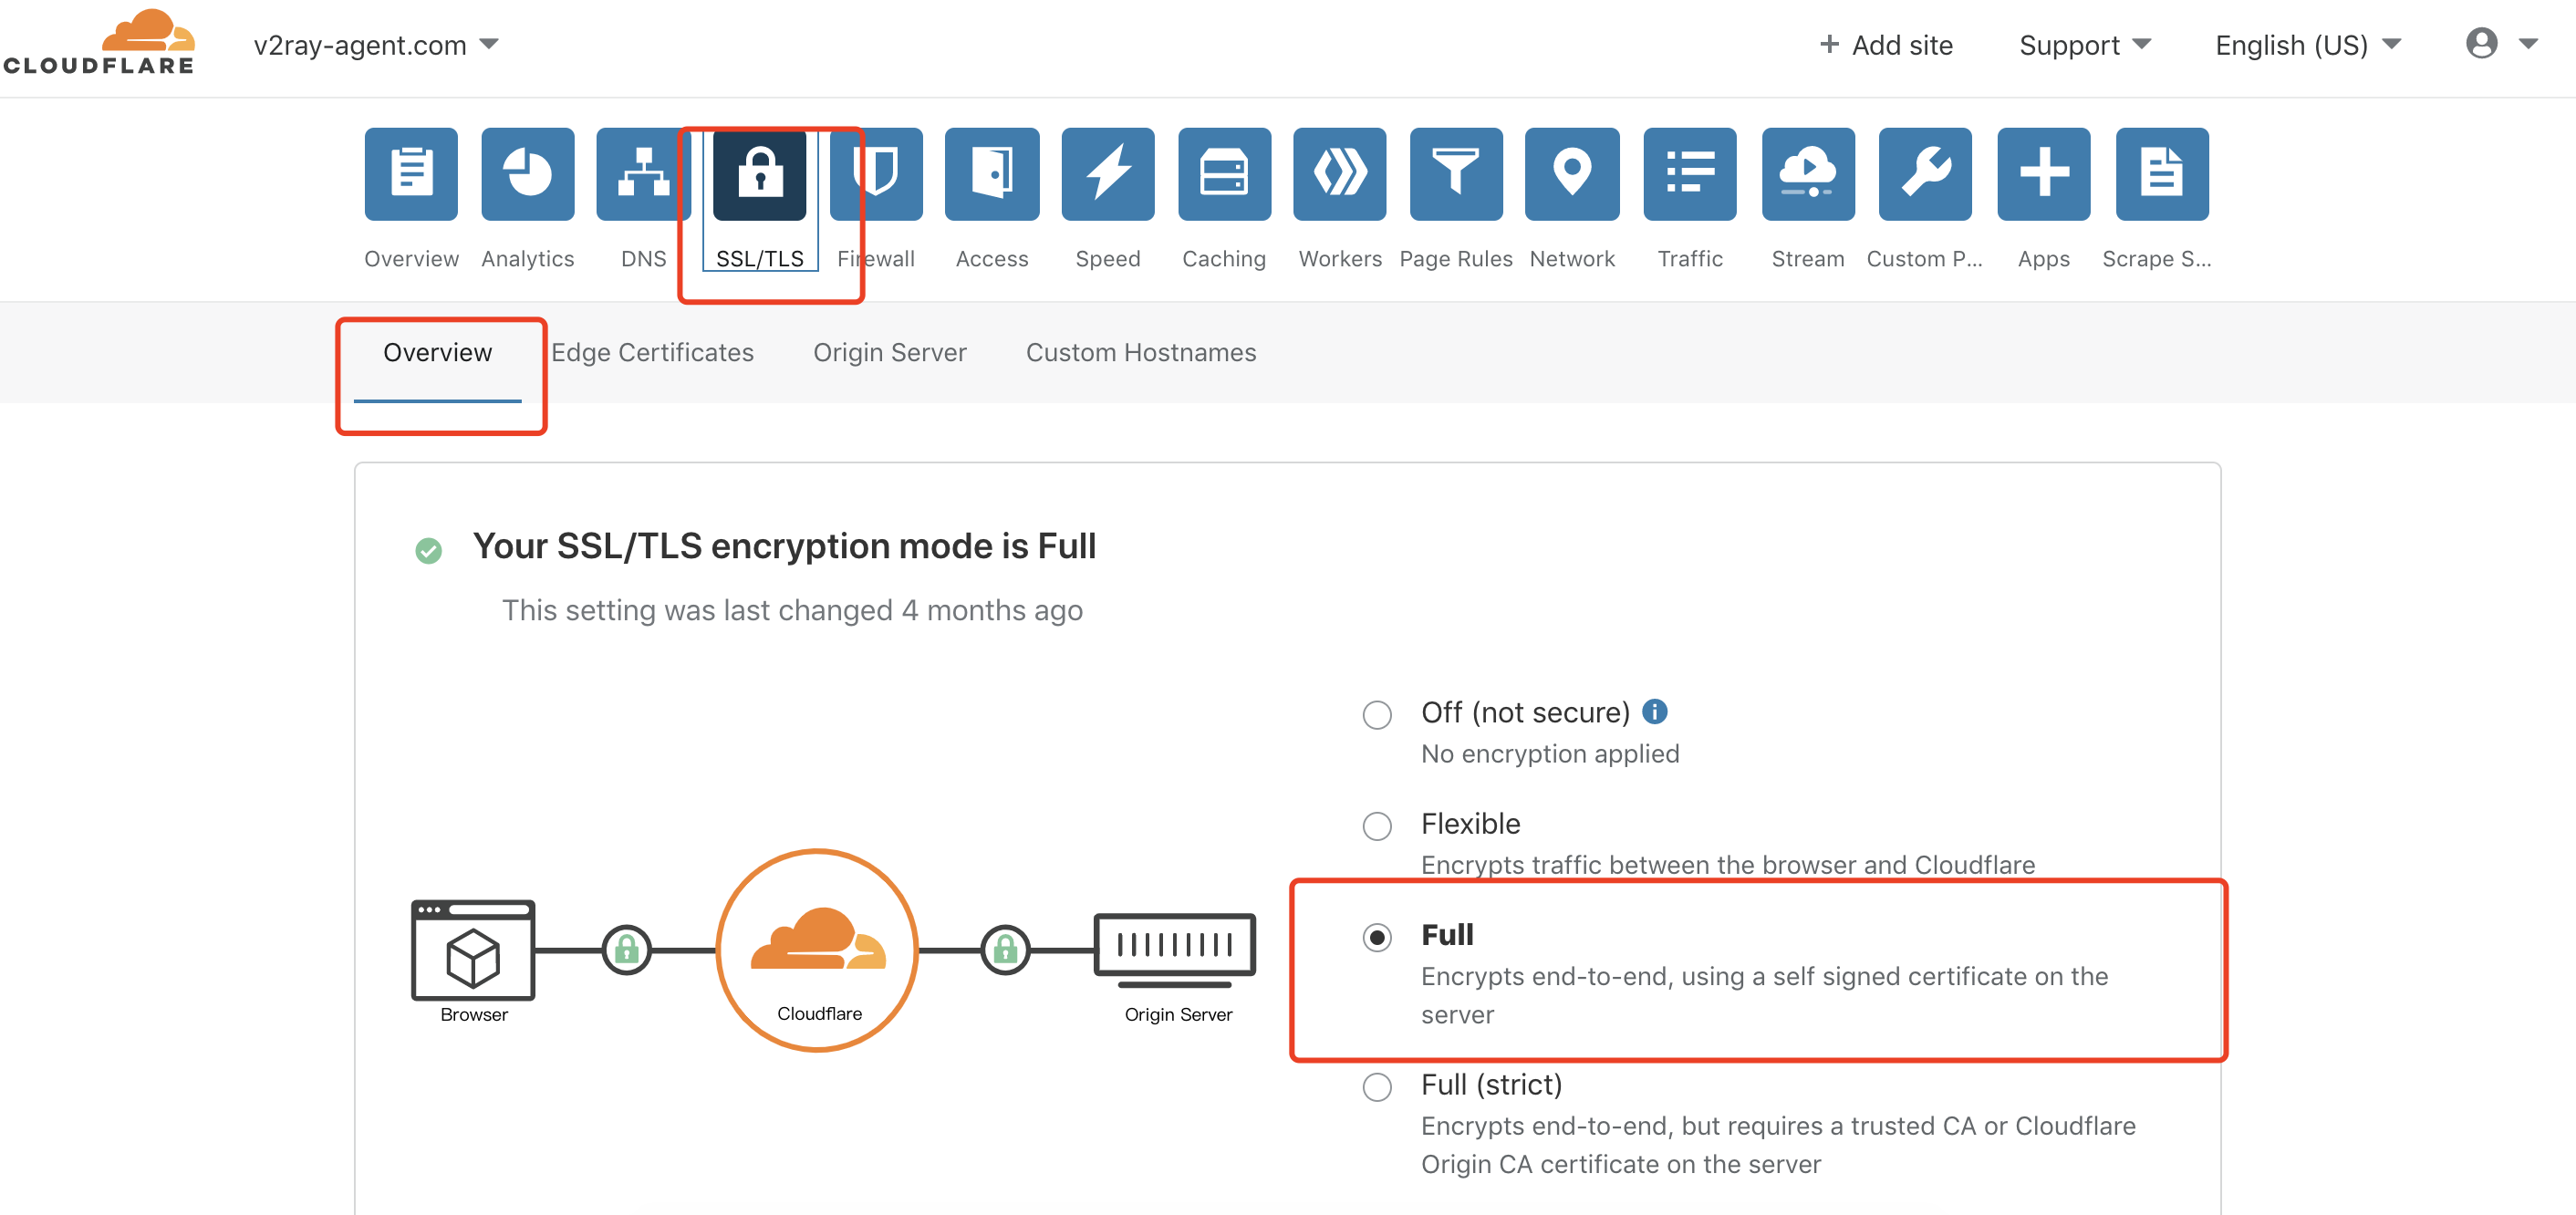 CLOUDFLARE
v2ray-agent.com
+ Add site
Support
English (US)
Overview
Analytics
DNS
SSL/TLS
Firewall
Access
Speed
Caching
Workers
Page Rules
Network
Traffic
Stream
Custom P...
Apps
Scrape S...
Overview
Edge Certificates
Origin Server
Custom Hostnames
Your SSL/TLS encryption mode is Full
This setting was last changed 4 months ago
Off (not secure)
No encryption applied
Flexible
Encrypts traffic between the browser and Cloudflare
Full
Encrypts end-to-end, using a self signed certificate on the
server
Full (strict)
Encrypts end-to-end, but requires a trusted CA or Cloudflare
Origin CA certificate on the server
Browser
Cloudflare
Origin Server